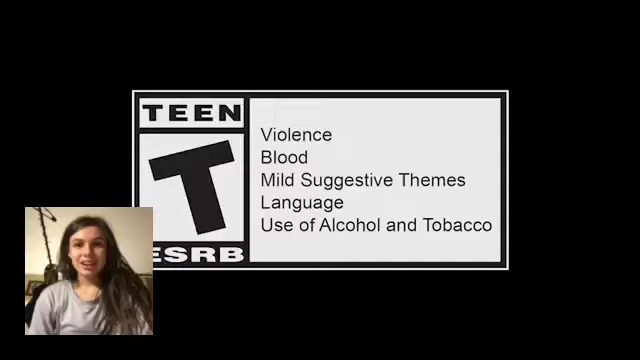 TEEN
T
ESRB
Violence
Blood
Mild Suggestive Themes
Language
Use of Alcohol and Tobacco